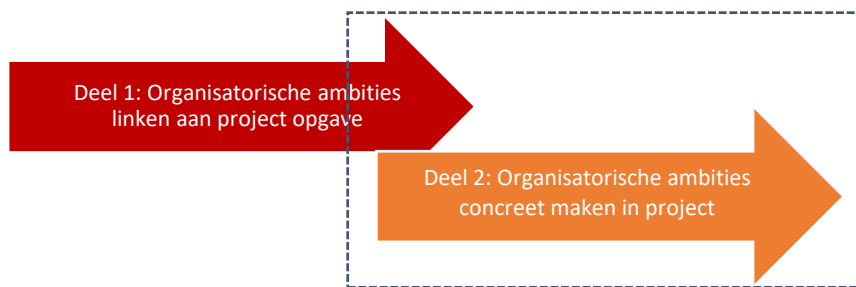 Deel 1: Organisatorische ambities
linken aan project opgave
Deel 2: Organisatorische ambities
concreet maken in project